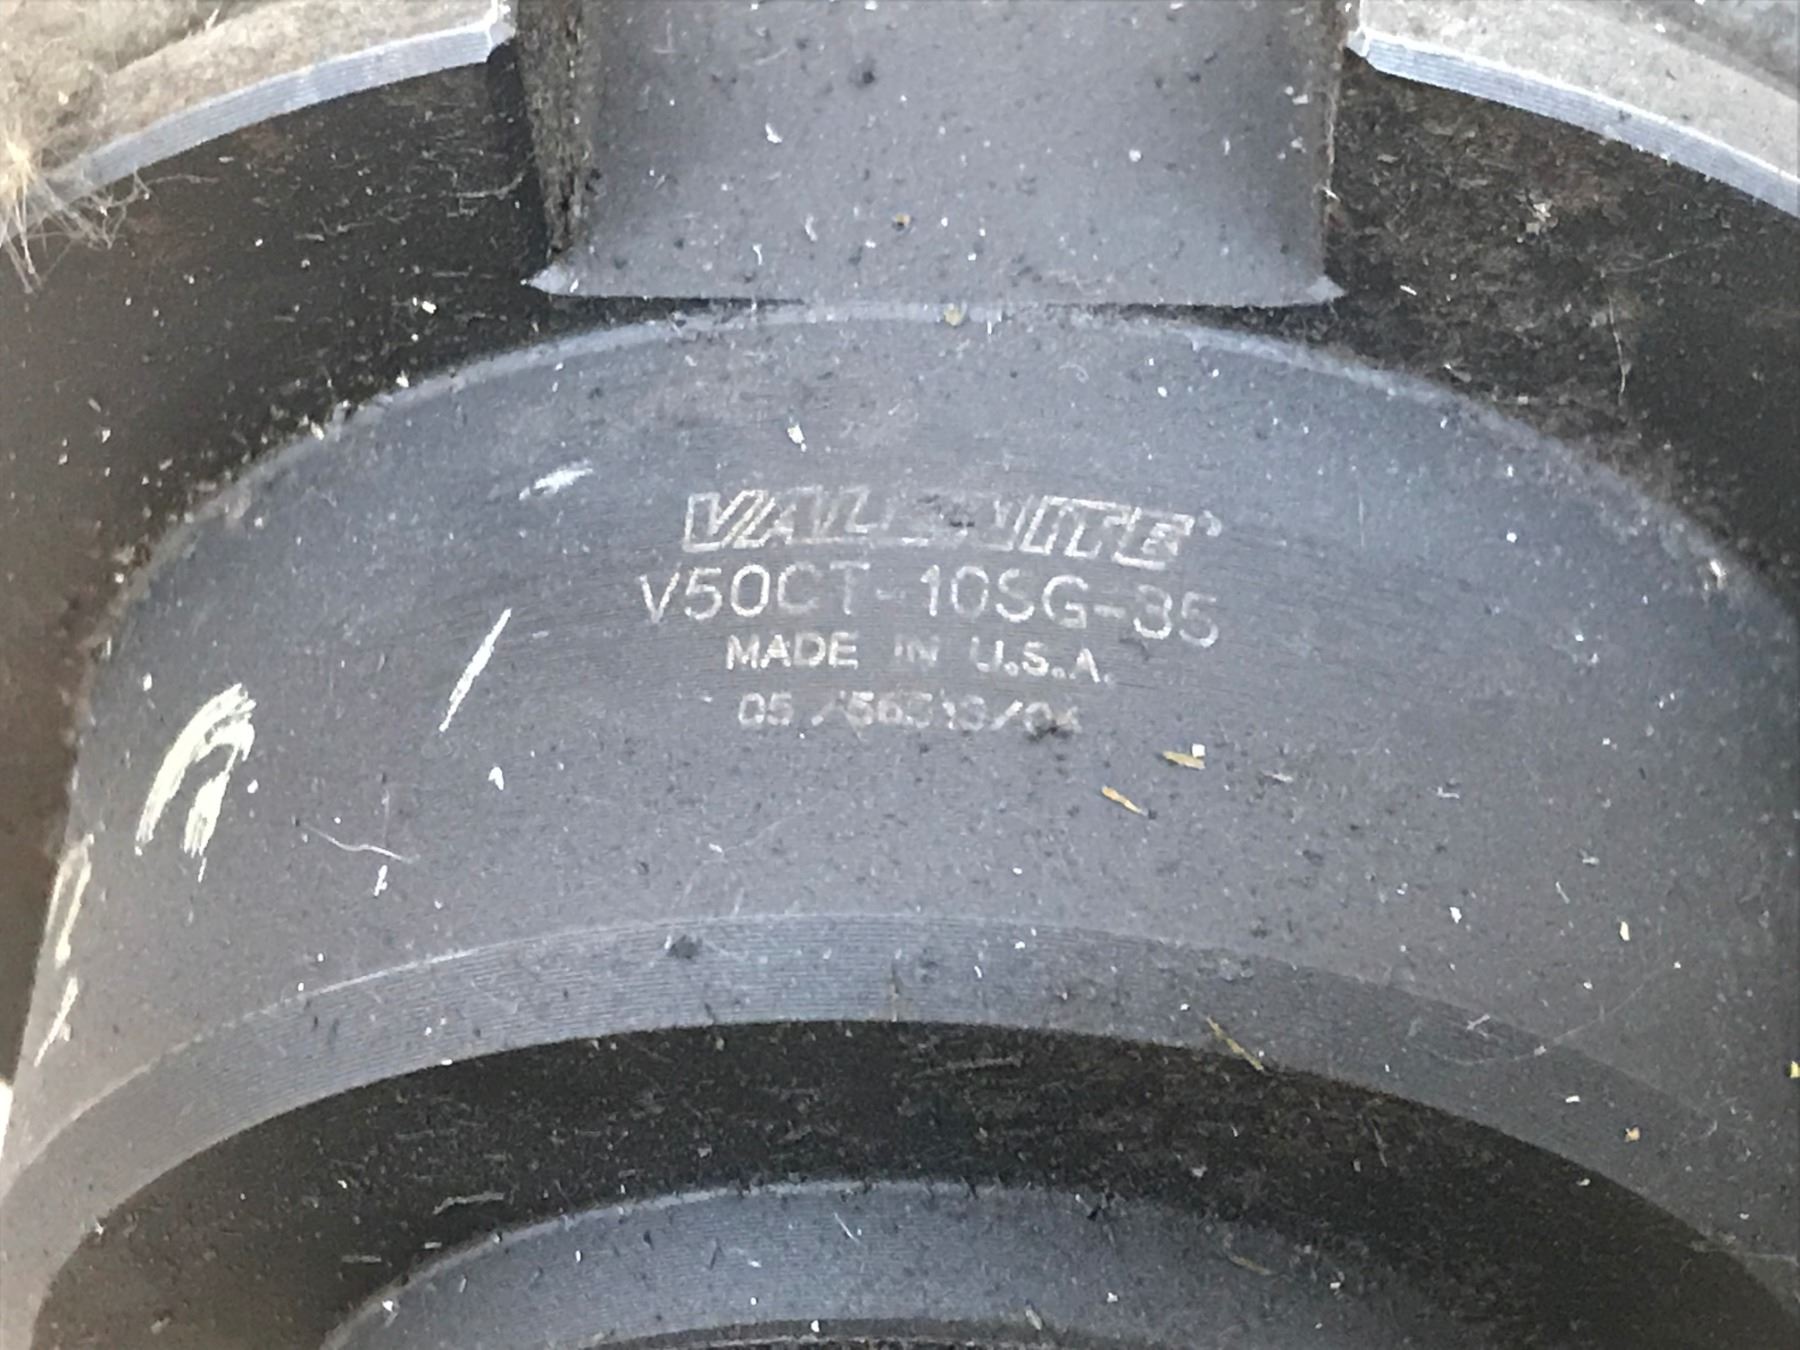 VALENITE
V50CT-10SG-35
MADE IN U.S.A.